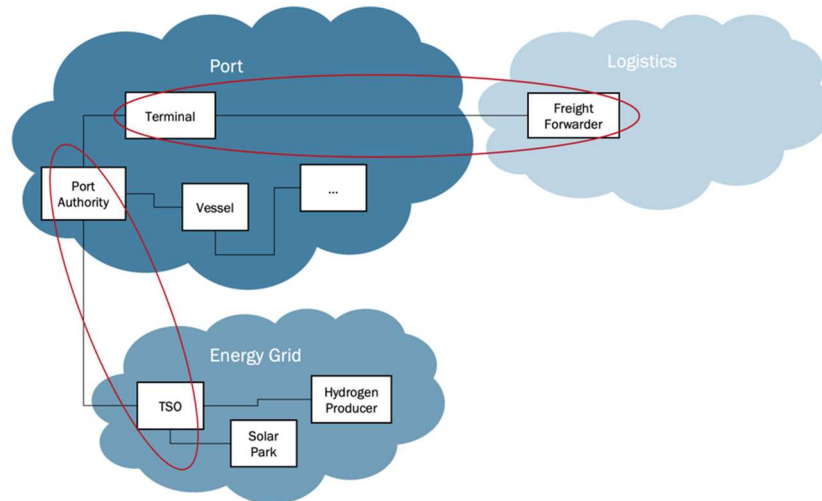 Port
Logistics
Terminal
Freight
Forwarder
Port
Authority
Vessel
...
Energy Grid
TSO
Hydrogen
Producer
Solar
Park